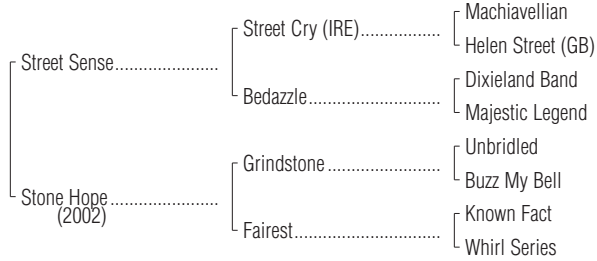 Machiavellian
Street Cry (IRE)..................
Helen Street (GB)
Street Sense.......................
Dixieland Band
Bedazzle.............................
Majestic Legend
Unbridled
Grindstone.........................
Buzz My Bell
Stone Hope........................
(2002)
Known Fact
Fairest................................
Whirl Series